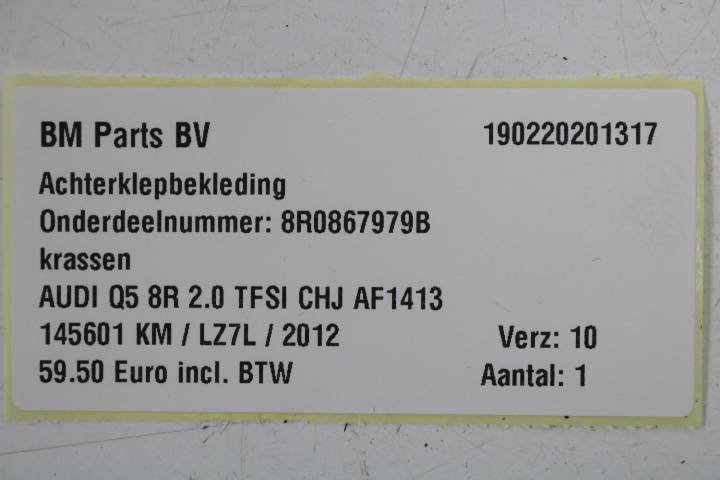 BM Parts BV 190220201317
Achterklepbekleding
Onderdeelnummer: 8R0867979B
krassen
AUDI Q5 8R 2.0 TFSI CHJ AF1413
145601 KM / LZ7L / 2012 Verz: 10
59.50 Euro incl. BTW Aantal: 1